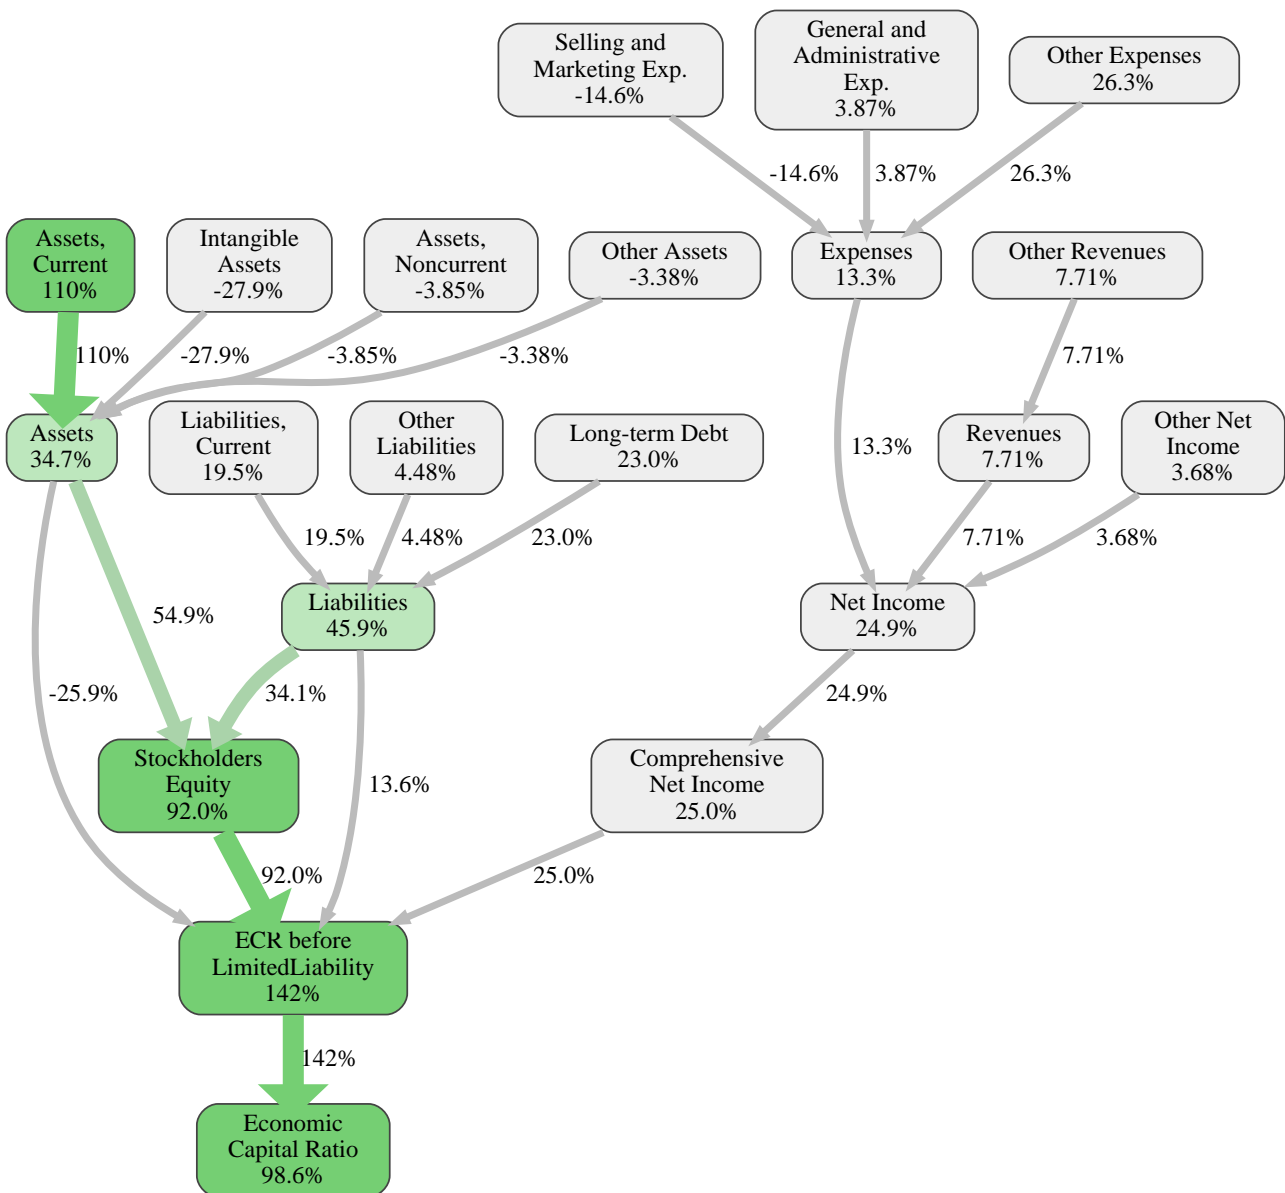 Selling and
Marketing Exp.
-14.6%
General and
Administrative
Exp.
3.87%
Other Expenses
26.3%
-14.6%
3.87%
26.3%
Assets,
Current
110%
Intangible
Assets
-27.9%
Assets,
Noncurrent
-3.85%
Other Assets
-3.38%
Expenses
13.3%
Other Revenues
7.71%
110%
-27.9%
-3.85%
-3.38%
7.71%
Assets
34.7%
Liabilities,
Current
19.5%
Other
Liabilities
4.48%
Long-term Debt
23.0%
13.3%
Revenues
7.71%
Other Net
Income
3.68%
19.5%
4.48%
23.0%
7.71%
3.68%
54.9%
Liabilities
45.9%
Net Income
24.9%
-25.9%
34.1%
24.9%
Stockholders
Equity
92.0%
13.6%
Comprehensive
Net Income
25.0%
92.0%
25.0%
ECR before
LimitedLiability
142%
142%
Economic
Capital Ratio
98.6%